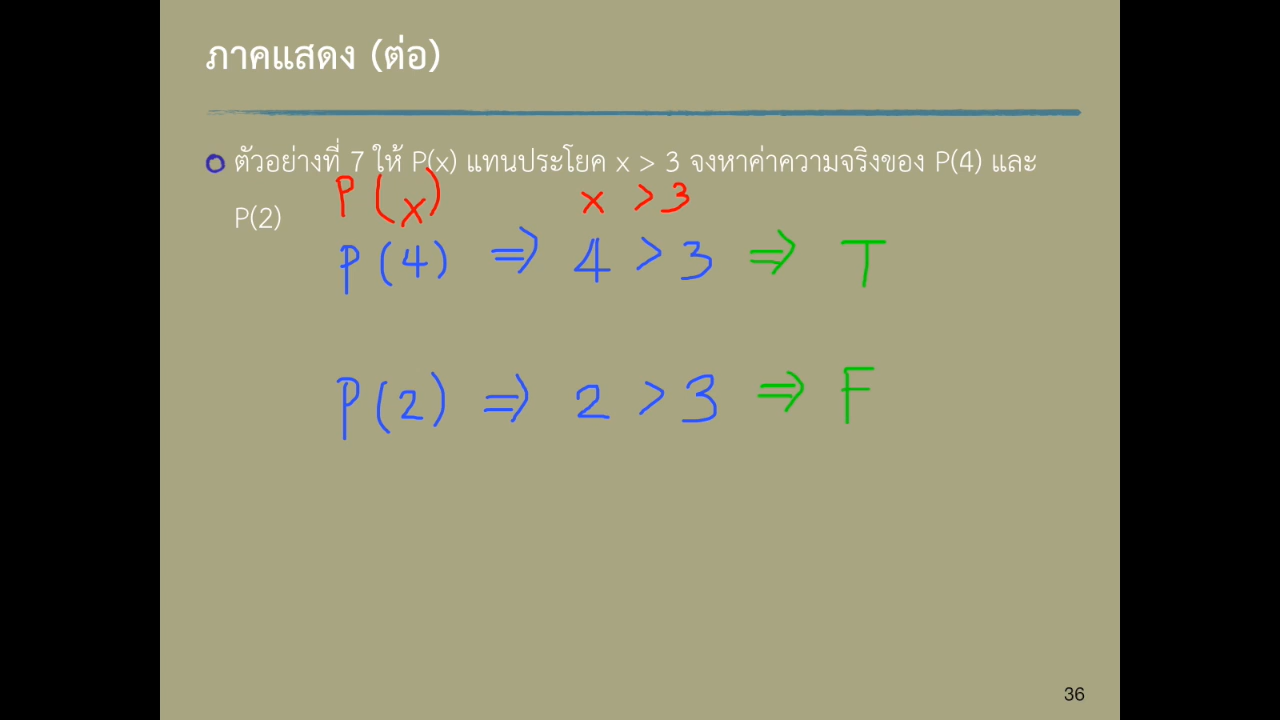 ภาคแสดง (ต่อ)
ตัวอย่างที่ 7 ให้ P(x) แทนประโยค x > 3 จงหาค่าความจริงของ P(4) และ
P(2)
P(x) x > 3
P(4) ⇒ 4 > 3 ⇒ T
P(2) ⇒ 2 > 3 ⇒ F
36